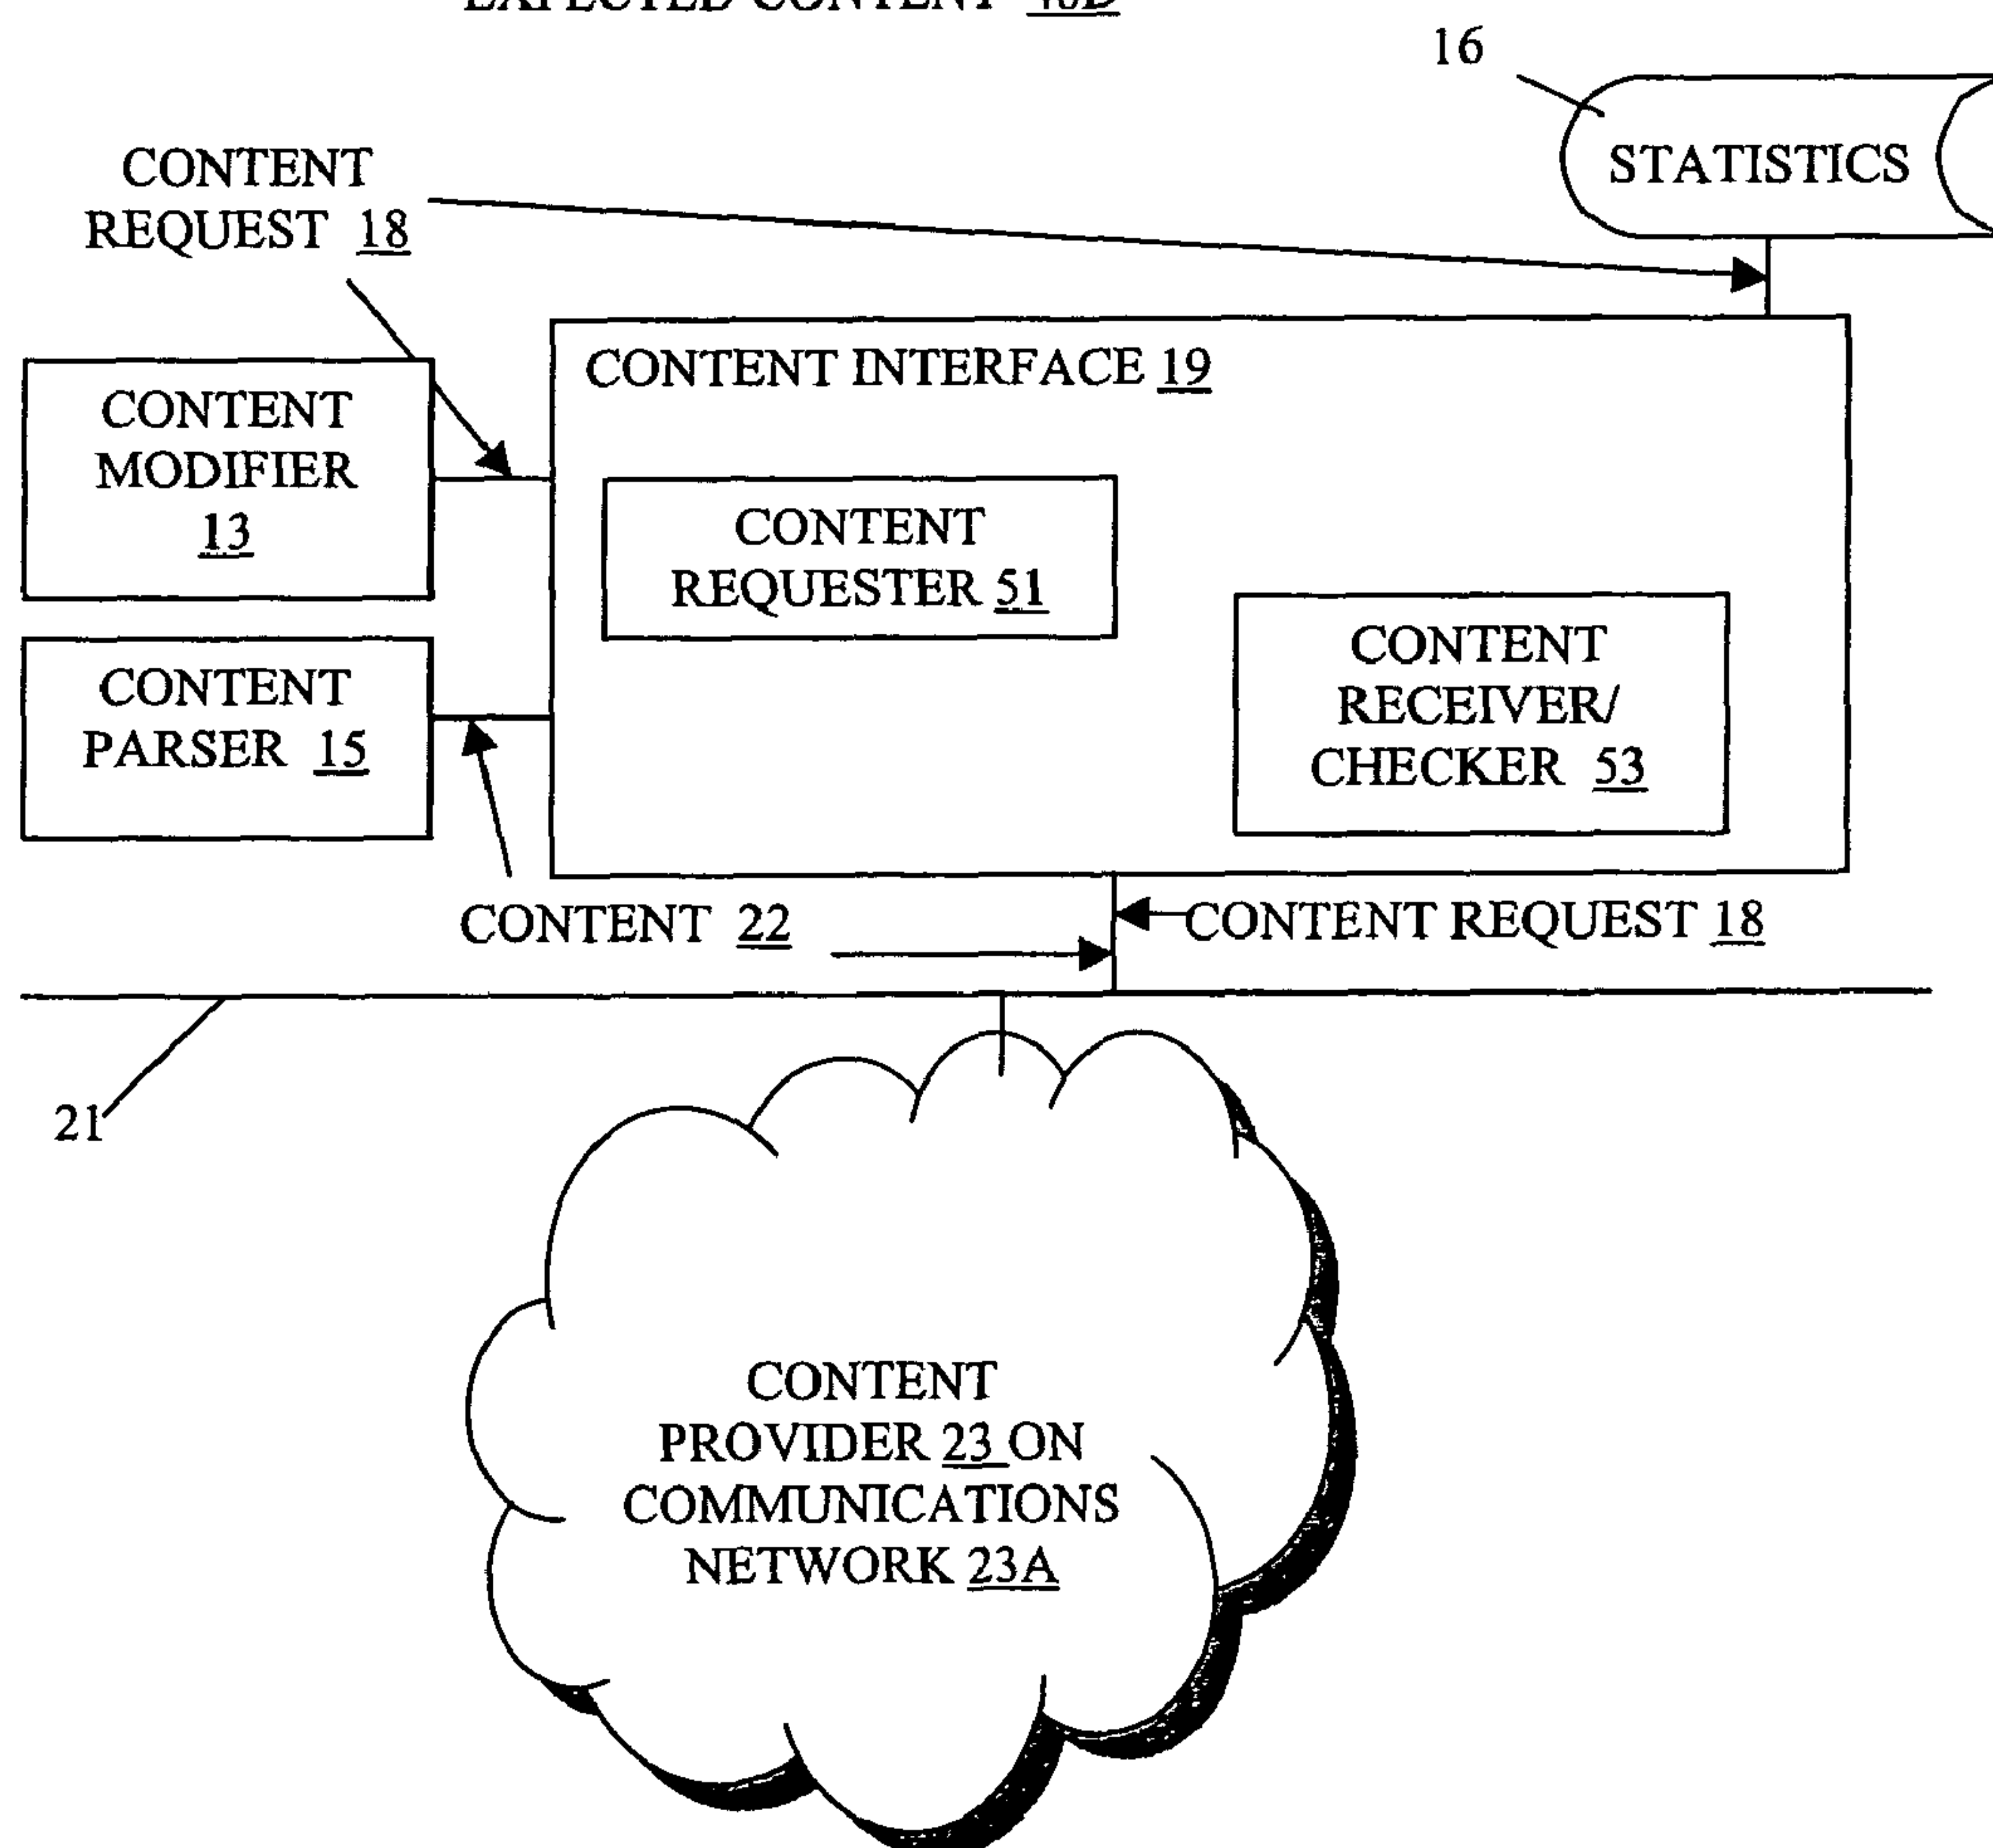 16
STATISTICS
CONTENT
REQUEST 18
CONTENT INTERFACE 19
CONTENT
MODIFIER
13
CONTENT
REQUESTER 51
CONTENT
RECEIVER/
CHECKER 53
CONTENT
PARSER 15
CONTENT 22
CONTENT REQUEST 18
21
CONTENT
PROVIDER 23 ON
COMMUNICATIONS
NETWORK 23A